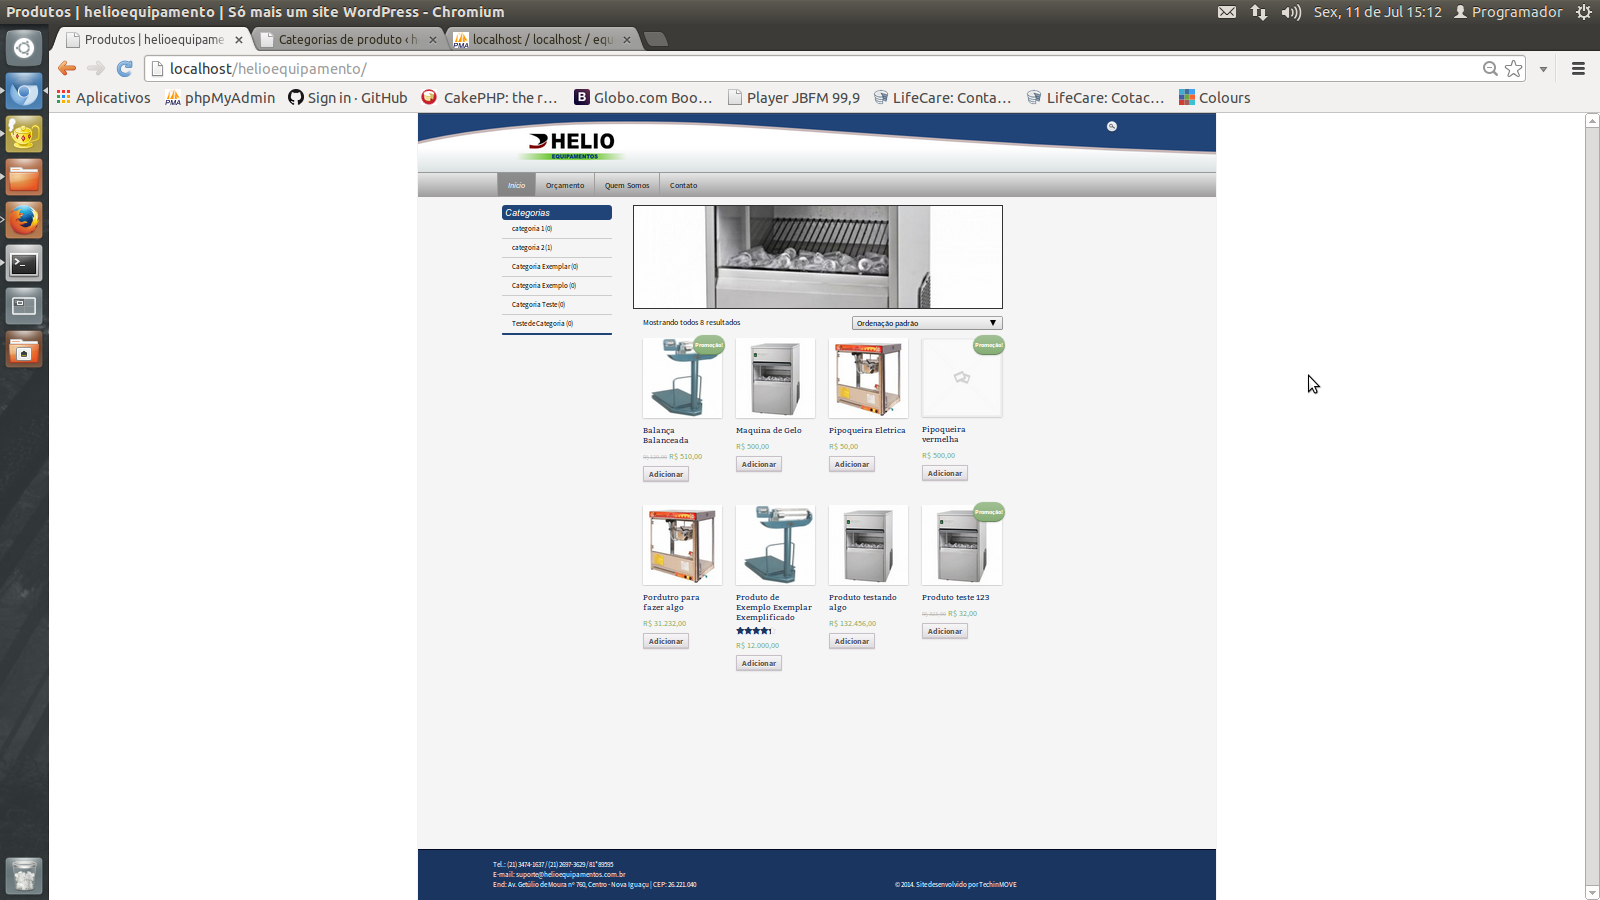 Produtos | helioequipamento | Só mais um site WordPress - Chromium
Sex, 11 de Jul 15:12
Programador
Produtos | helioequipame
Categorias de produto ‹ h
localhost / localhost / equ
localhost/helioequipamento/
Aplicativos
phpMyAdmin
Sign in · GitHub
CakePHP: the r...
Globo.com Boo...
Player JBFM 99,9
LifeCare: Conta...
LifeCare: Cotac...
Colours
HELIO
EQUIPAMENTOS
Início
Orçamento
Quem Somos
Contato
Categorias
categoria 1 (0)
categoria 2 (1)
Categoria Exemplar (0)
Categoria Exemplo (0)
Categoria Teste (0)
Teste de Categoria (0)
Mostrando todos 8 resultados
Ordenação padrão
Promoção!
Promoção!
Balança Balanceada
R$ 510,00
Adicionar
Maquina de Gelo
R$ 500,00
Adicionar
Pipoqueira Eletrica
R$ 50,00
Adicionar
Pipoqueira vermelha
R$ 500,00
Adicionar
Promoção!
Pordutro para fazer algo
R$ 31.232,00
Adicionar
Produto de Exemplo Exemplar Exemplificado
R$ 12.000,00
Adicionar
Produto testando algo
R$ 132.456,00
Adicionar
Produto teste 123
R$ 32,00
Adicionar
Tel.: (21) 3474-1637 / (21) 2697-3629 / 81*89595
E-mail: suporte@helioequipamentos.com.br
End: Av. Getúlio de Moura nº 760, Centro - Nova Iguaçu | CEP: 26.221.040
© 2014. Site desenvolvido por TechinMOVE